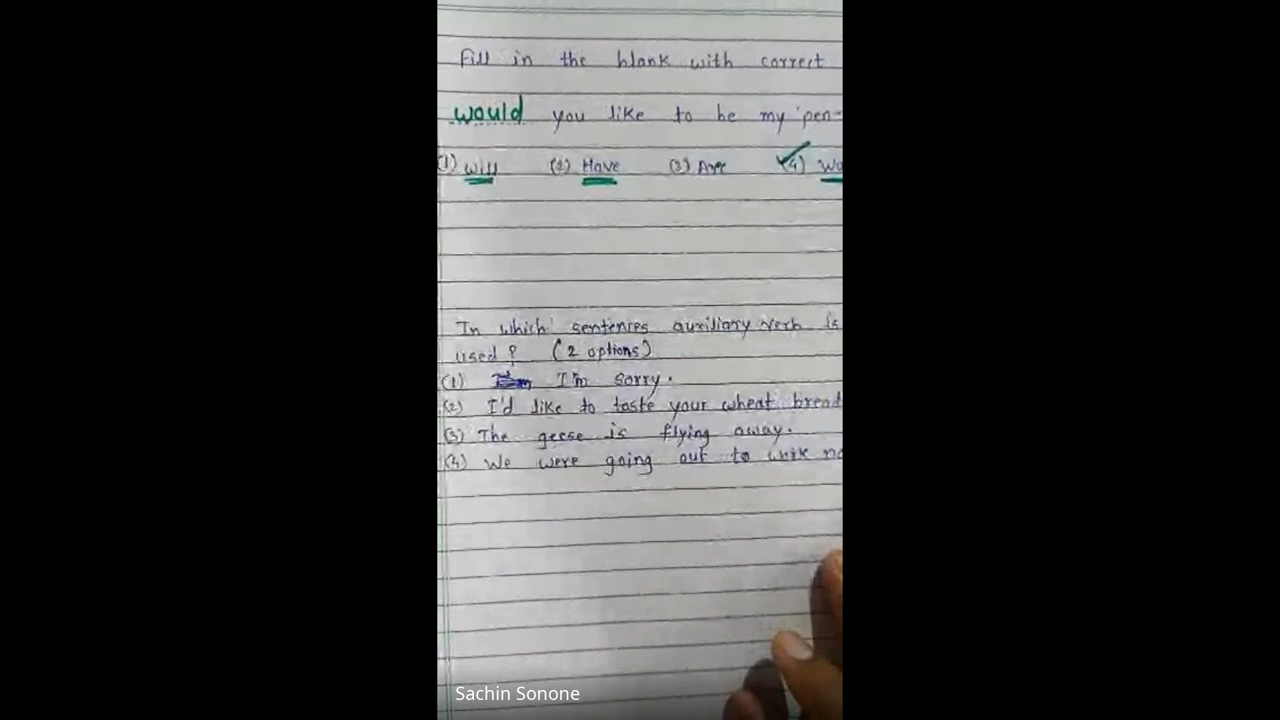 Fill in the blank with correct
would you like to be my 'pen-
(1) Will (2) Have (3) Are (4) Wo
In which sentences auxiliary verb is
used? (2 options)
(1) I'm sorry.
(2) I'd like to taste your wheat bread
(3) The geese is flying away.
(4) We were going out to no
Sachin Sonone